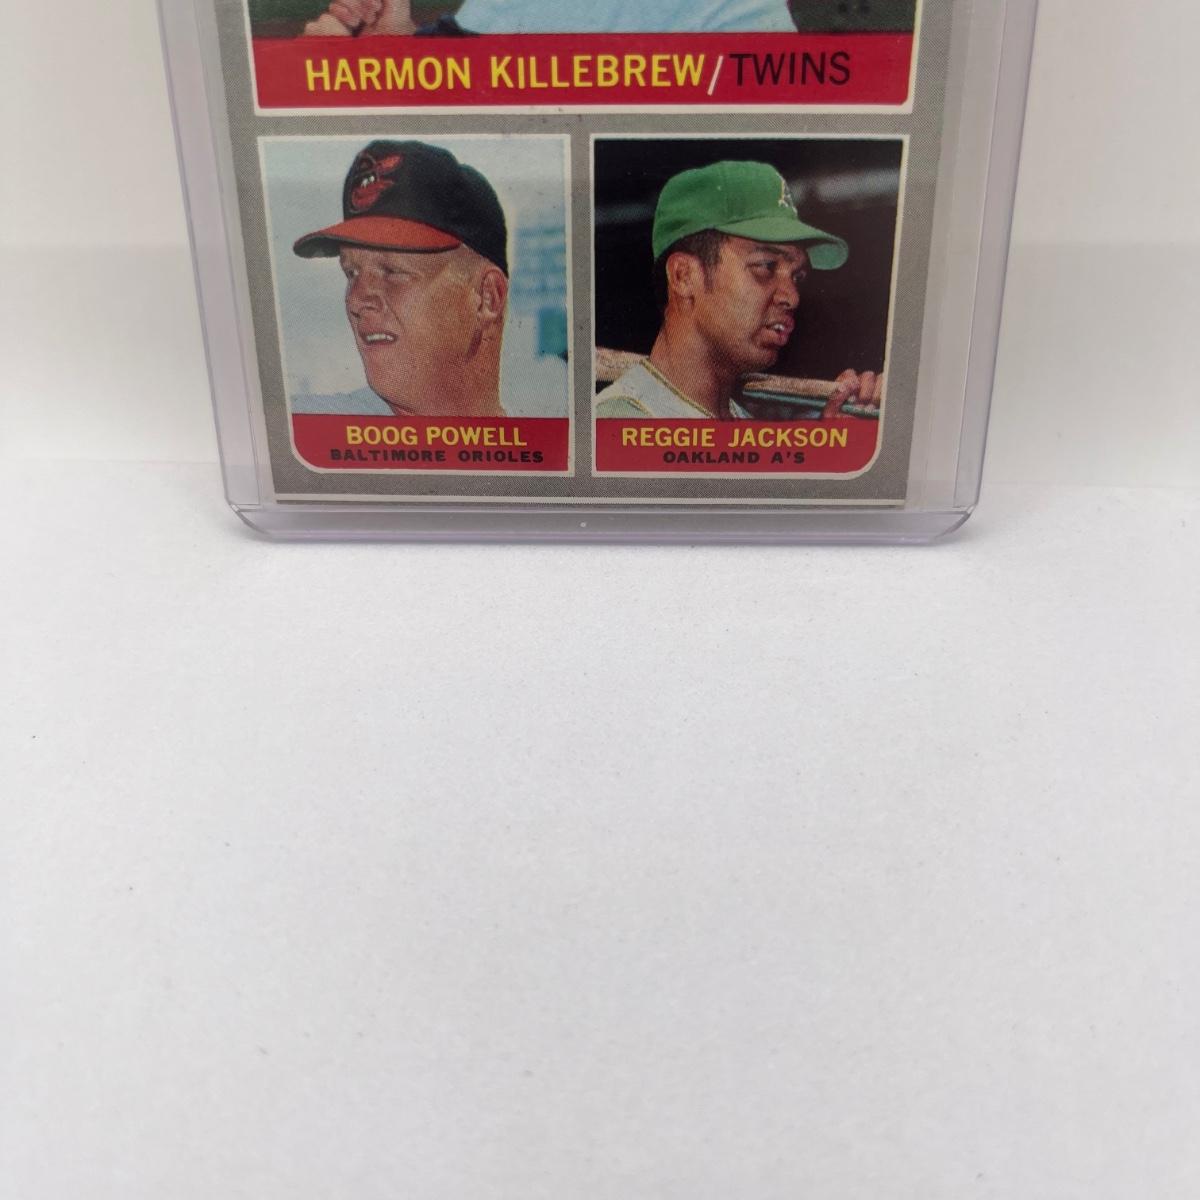 HARMON KILLEBREW/TWINS
BOOG POWELL
BALTIMORE ORIOLES
REGGIE JACKSON
OAKLAND A'S